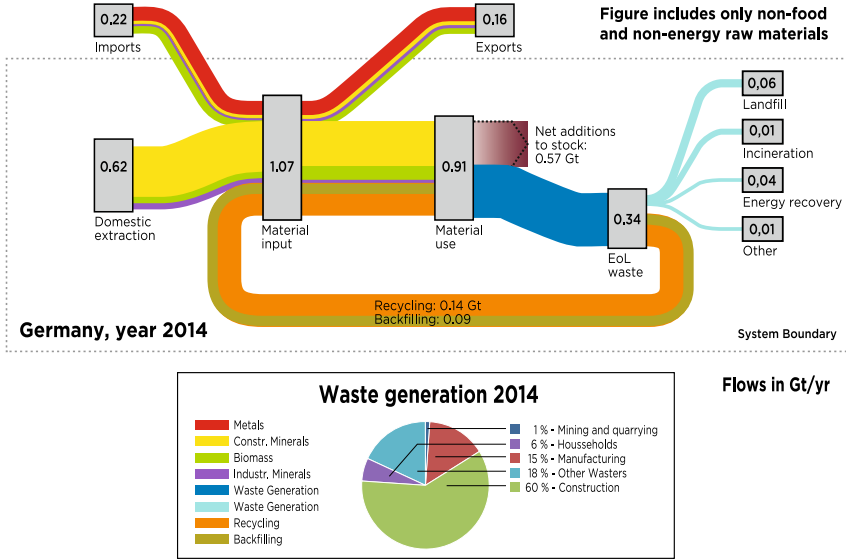 0.22
Imports
0.16
Exports
Figure includes only non-food
and non-energy raw materials
0.62
Domestic
extraction
1.07
Material
input
0.91
Material
use
Net additions
to stock:
0.57 Gt
0.34
EoL
waste
0,06
Landfill
0,01
Incineration
0,04
Energy recovery
0,01
Other
Recycling: 0.14 Gt
Backfilling: 0.09
Germany, year 2014
System Boundary
Flows in Gt/yr
Waste generation 2014
Metals
Constr. Minerals
Biomass
Industr. Minerals
Waste Generation
Waste Generation
Recycling
Backfilling
1 % - Mining and quarrying
6 % - Househoulds
15 % - Manufacturing
18 % - Other Wasters
60 % - Construction